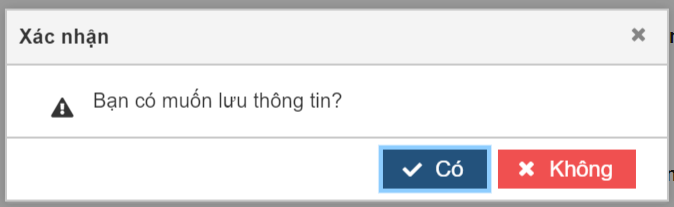 Xác nhận
Bạn có muốn lưu thông tin?
Có
Không